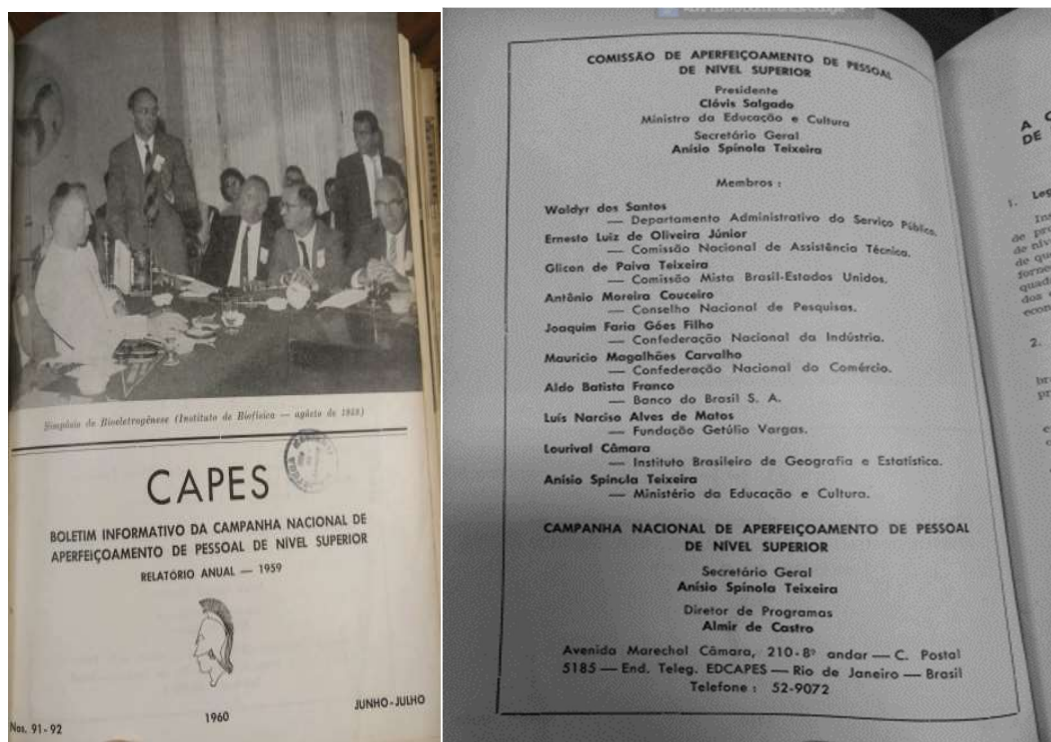 Simpósio de Bioeletrogênese (Instituto de Biofísica — agôsto de 1959)
CAPES
BOLETIM INFORMATIVO DA CAMPANHA NACIONAL DE
APERFEIÇOAMENTO DE PESSOAL DE NÍVEL SUPERIOR
RELATÓRIO ANUAL — 1959
1960
JUNHO-JULHO
Nos. 91-92
COMISSÃO DE APERFEIÇOAMENTO DE PESSOAL
DE NÍVEL SUPERIOR
Presidente
Clóvis Salgado
Ministro da Educação e Cultura
Secretário Geral
Anísio Spínola Teixeira
Membros :
Waldyr dos Santos
— Departamento Administrativo do Serviço Público.
Ernesto Luiz de Oliveira Júnior
— Comissão Nacional de Assistência Técnica.
Glicon de Paiva Teixeira
— Comissão Mista Brasil-Estados Unidos.
Antônio Moreira Couceiro
— Conselho Nacional de Pesquisas.
Joaquim Faria Góes Filho
— Confederação Nacional da Indústria.
Maurício Magalhães Carvalho
— Confederação Nacional do Comércio.
Aldo Batista Franco
— Banco do Brasil S. A.
Luís Narciso Alves de Matos
— Fundação Getúlio Vargas.
Lourival Câmara
— Instituto Brasileiro de Geografia e Estatística.
Anísio Spínola Teixeira
— Ministério da Educação e Cultura.
CAMPANHA NACIONAL DE APERFEIÇOAMENTO DE PESSOAL
DE NÍVEL SUPERIOR
Secretário Geral
Anísio Spínola Teixeira
Diretor de Programas
Almir de Castro
Avenida Marechal Câmara, 210-8º andar — C. Postal
5185 — End. Teleg. EDCAPES — Rio de Janeiro — Brasil
Telefone : 52-9072
A
DE
1.
de
2.